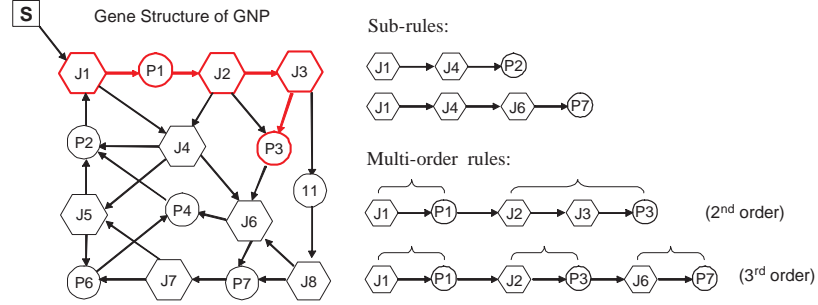 S
Gene Structure of GNP
J1
P1
J2
J3
P2
J4
P3
11
J5
P4
J6
P6
J7
P7
J8
Sub-rules:
J1 J4 P2
J1 J4 J6 P7
Multi-order rules:
J1 P1 J2 J3 P3 (2nd order)
J1 P1 J2 P3 J6 P7 (3rd order)